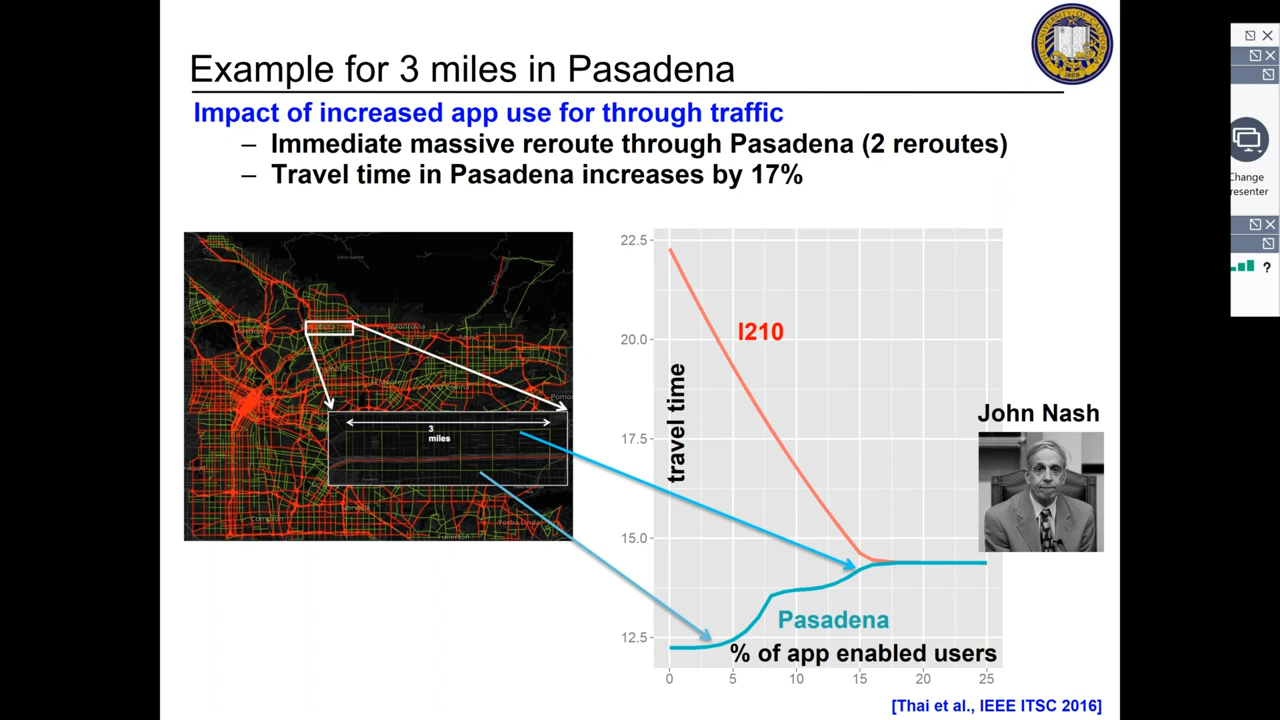 Example for 3 miles in Pasadena
Impact of increased app use for through traffic
– Immediate massive reroute through Pasadena (2 reroutes)
– Travel time in Pasadena increases by 17%
3
miles
22.5
20.0
17.5
15.0
12.5
travel time
I210
Pasadena
% of app enabled users
0 5 10 15 20 25
John Nash
[Thai et al., IEEE ITSC 2016]
Change
resenter
?